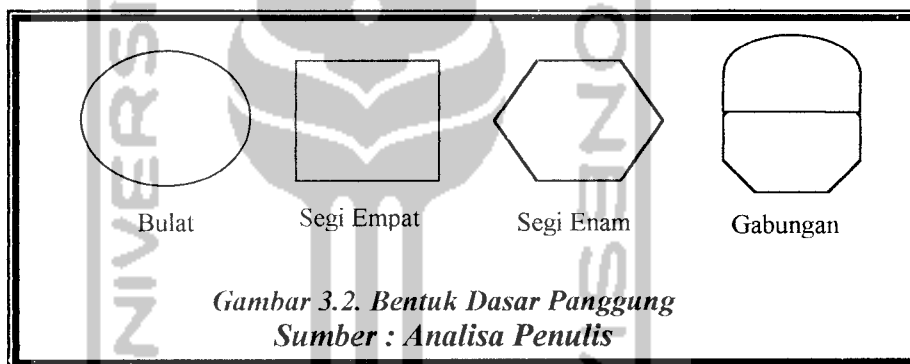 Bulat
Segi Empat
Segi Enam
Gabungan
Gambar 3.2. Bentuk Dasar Panggung
Sumber : Analisa Penulis